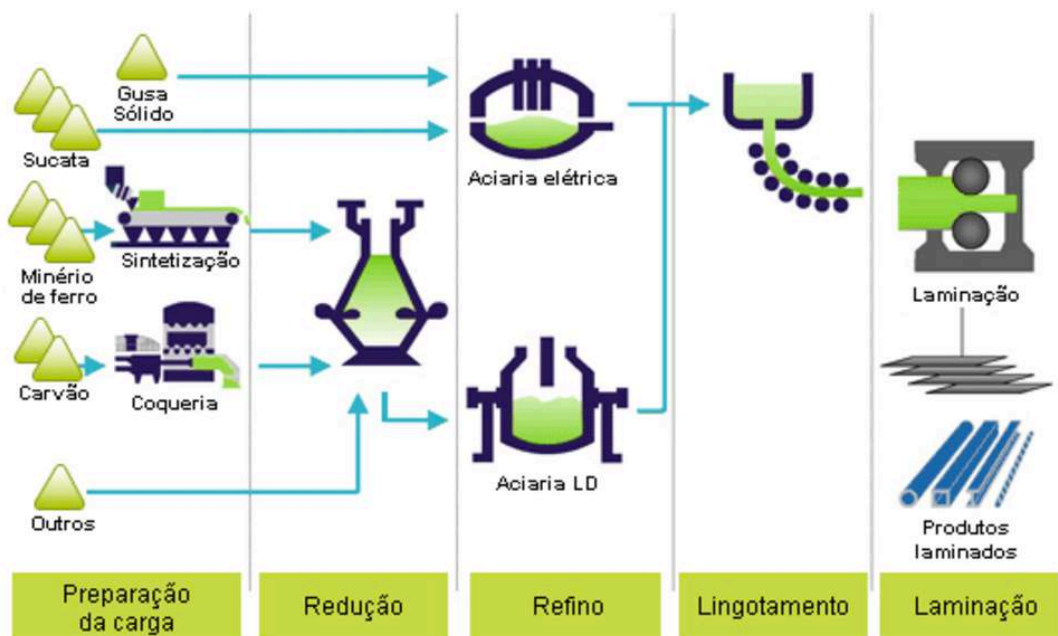 Gusa
Sólido
Sucata
Aciaria elétrica
Minério
de ferro
Sintetização
Laminação
Carvão
Coqueria
Aciaria LD
Outros
Produtos
laminados
Preparação
da carga
Redução
Refino
Lingotamento
Laminação